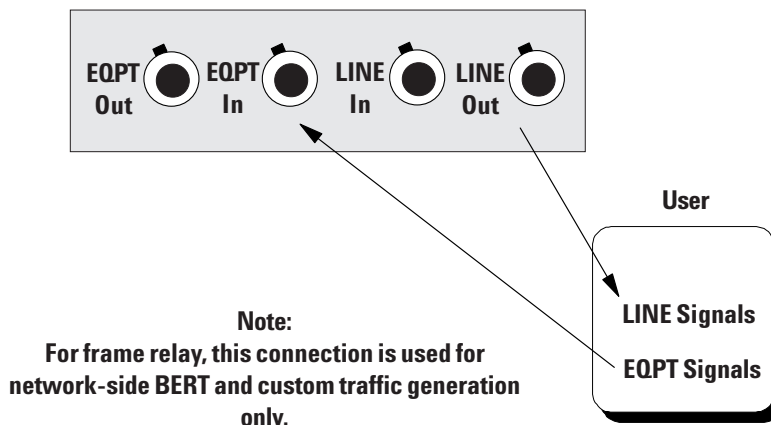 EQPT Out
EQPT In
LINE In
LINE Out
User
LINE Signals
EQPT Signals
Note:
For frame relay, this connection is used for
network-side BERT and custom traffic generation
only.